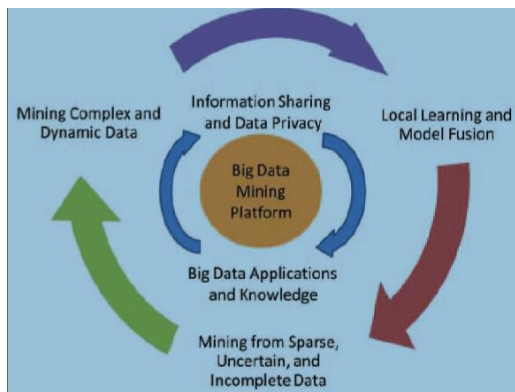 Information Sharing
and Data Privacy
Mining Complex and
Dynamic Data
Local Learning and
Model Fusion
Big Data
Mining
Platform
Big Data Applications
and Knowledge
Mining from Sparse,
Uncertain, and
Incomplete Data